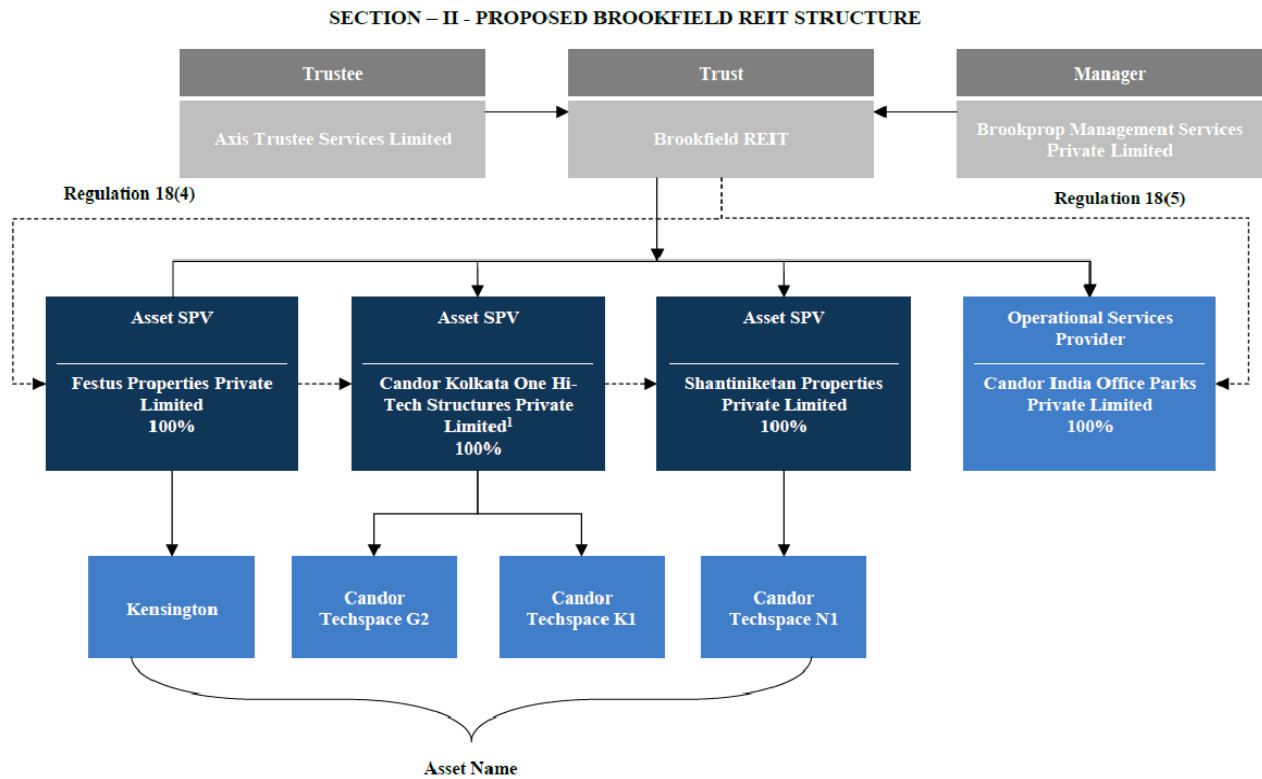 SECTION – II - PROPOSED BROOKFIELD REIT STRUCTURE
Trustee
Axis Trustee Services Limited
Trust
Brookfield REIT
Manager
Brookprop Management Services
Private Limited
Regulation 18(4)
Regulation 18(5)
Asset SPV
Festus Properties Private
Limited
100%
Asset SPV
Candor Kolkata One Hi-
Tech Structures Private
Limited1
100%
Asset SPV
Shantiniketan Properties
Private Limited
100%
Operational Services
Provider
Candor India Office Parks
Private Limited
100%
Kensington
Candor
Techspace G2
Candor
Techspace K1
Candor
Techspace N1
Asset Name